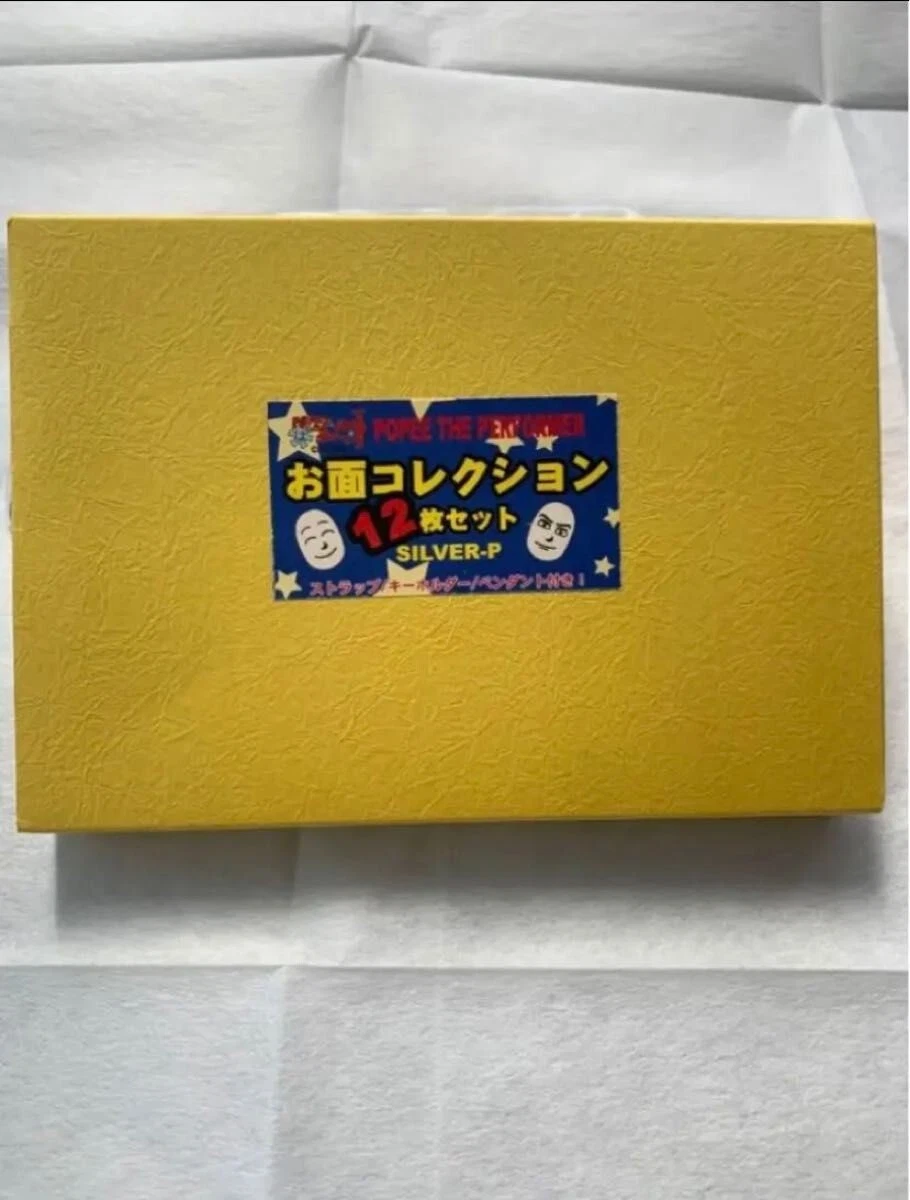 POPEE THE PERFORMER
お面コレクション
12枚セット
SILVER-P
ストラップ/キーホルダー/ペンダント付き！